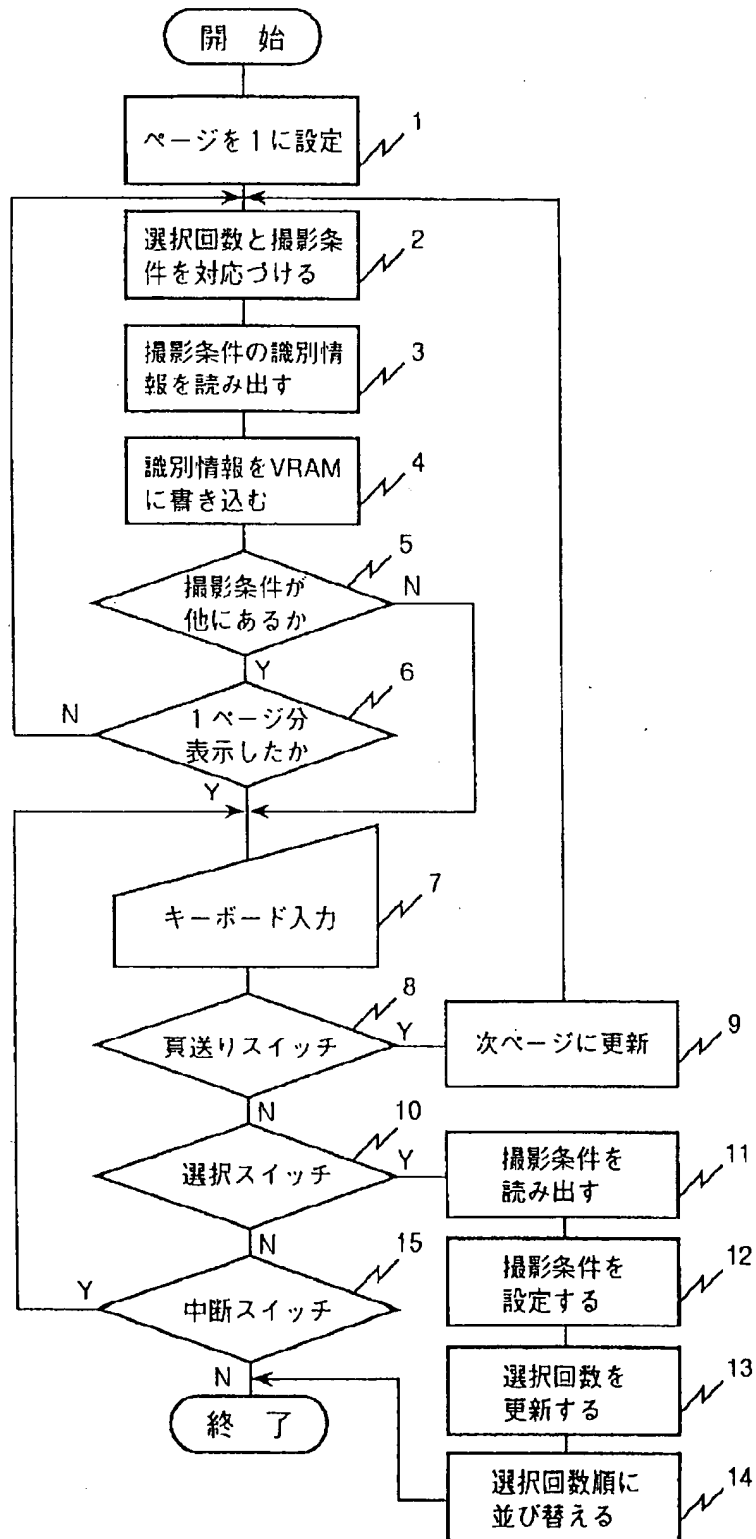 開 始
ページを1に設定
1
選択回数と撮影条
件を対応づける
2
撮影条件の識別情
報を読み出す
3
識別情報をVRAM
に書き込む
4
撮影条件が
他にあるか
5
N
Y
1ページ分
表示したか
6
N
Y
キーボード入力
7
頁送りスイッチ
8
Y
次ページに更新
9
N
選択スイッチ
10
Y
撮影条件を
読み出す
11
N
撮影条件を
設定する
12
中断スイッチ
15
Y
N
選択回数を
更新する
13
終 了
選択回数順に
並び替える
14